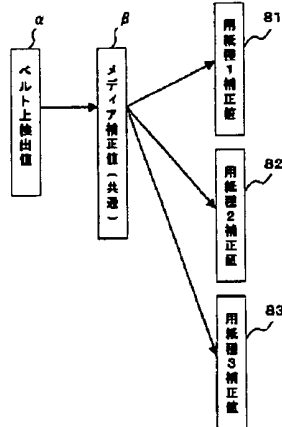 α
ベルト上検出値
β
メディア補正値(共通)
81
用紙種1補正値
82
用紙種2補正値
83
用紙種3補正値